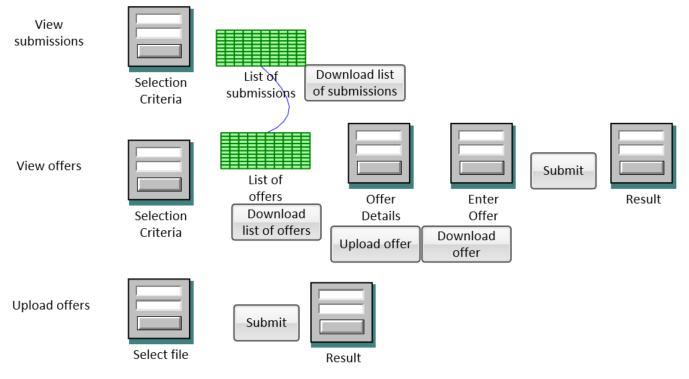 View
submissions
Selection
Criteria
List of
submissions
Download list
of submissions
View offers
Selection
Criteria
List of
offers
Download
list of offers
Offer
Details
Upload offer
Enter
Offer
Download
offer
Submit
Result
Upload offers
Select file
Submit
Result